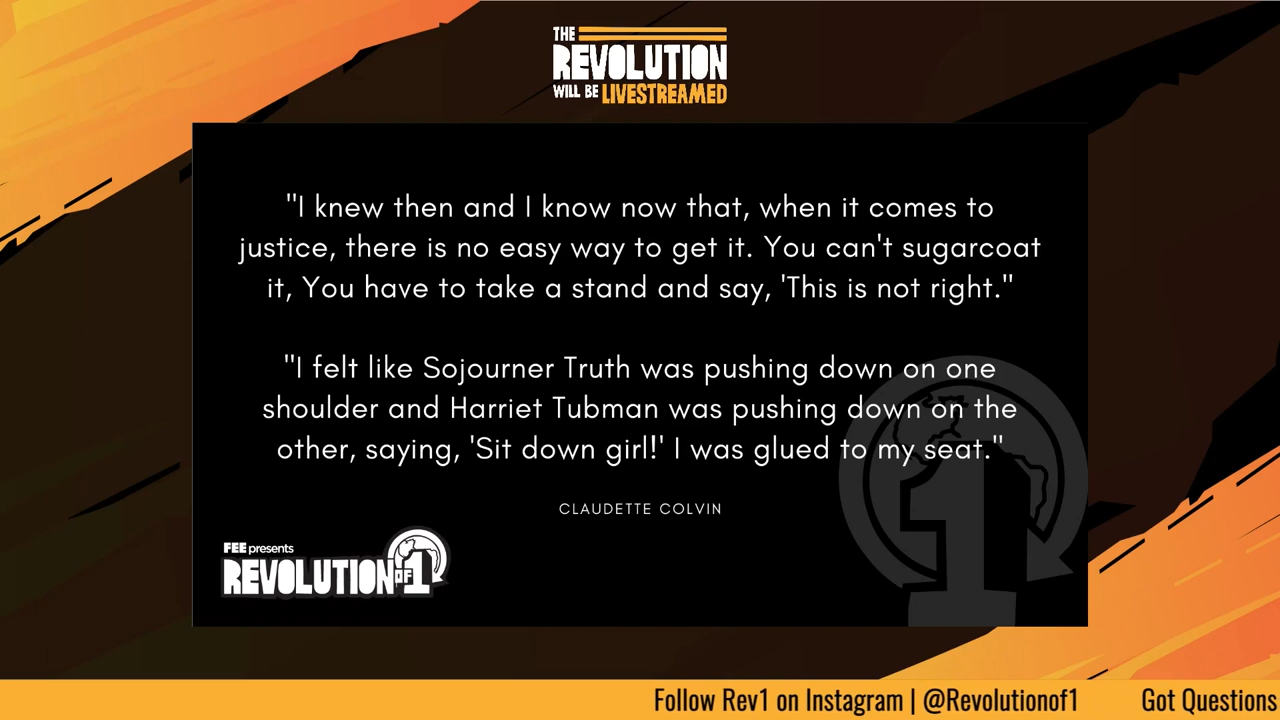 THE
REVOLUTION
WILL BE LIVESTREAMED
"I knew then and I know now that, when it comes to
justice, there is no easy way to get it. You can't sugarcoat
it, You have to take a stand and say, 'This is not right."
"I felt like Sojourner Truth was pushing down on one
shoulder and Harriet Tubman was pushing down on the
other, saying, 'Sit down girl!' I was glued to my seat."
CLAUDETTE COLVIN
FEE presents
REVOLUTION OF 1
1
Follow Rev1 on Instagram | @Revolutionof1 Got Questions